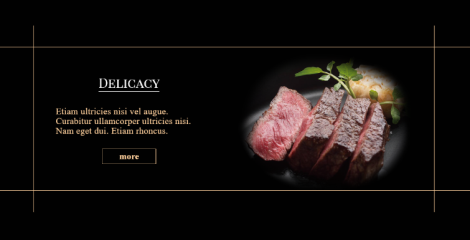 DELICACY
Etiam ultricies nisi vel augue.
Curabitur ullamcorper ultricies nisi.
Nam eget dui. Etiam rhoncus.
more